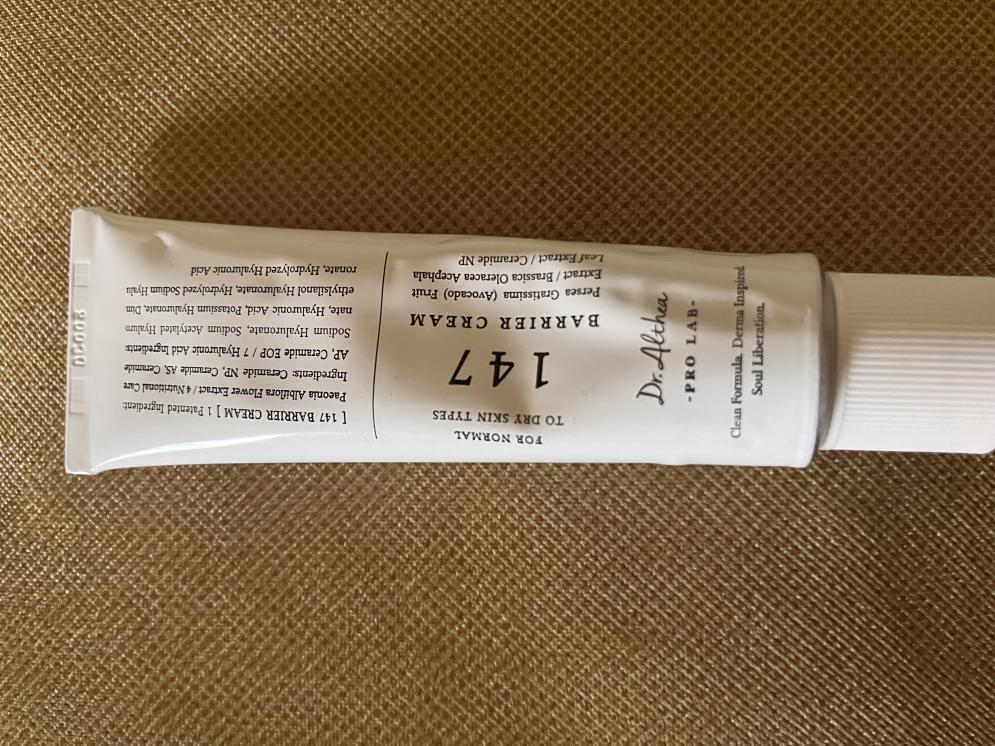 [ 147 BARRIER CREAM ] 1 Patented Ingredient:
Paeonia Albiflora Flower Extract / 4 Nutritional Care
Ingredients: Ceramide NP, Ceramide AS, Ceramide
AP, Ceramide EOP / 7 Hyaluronic Acid Ingredients:
Sodium Hyaluronate, Sodium Acetylated Hyaluro
nate, Hyaluronic Acid, Potassium Hyaluronate, Dim
ethylsilanol Hyaluronate, Hydrolyzed Sodium Hyalu
ronate, Hydrolyzed Hyaluronic Acid
FOR NORMAL
TO DRY SKIN TYPES
147
BARRIER CREAM
Persea Gratissima (Avocado) Fruit
Extract / Brassica Oleracea Acephala
Leaf Extract / Ceramide NP
Dr. Althea
-PRO LAB-
Clean Formula, Derma Inspired
Soul Liberation.